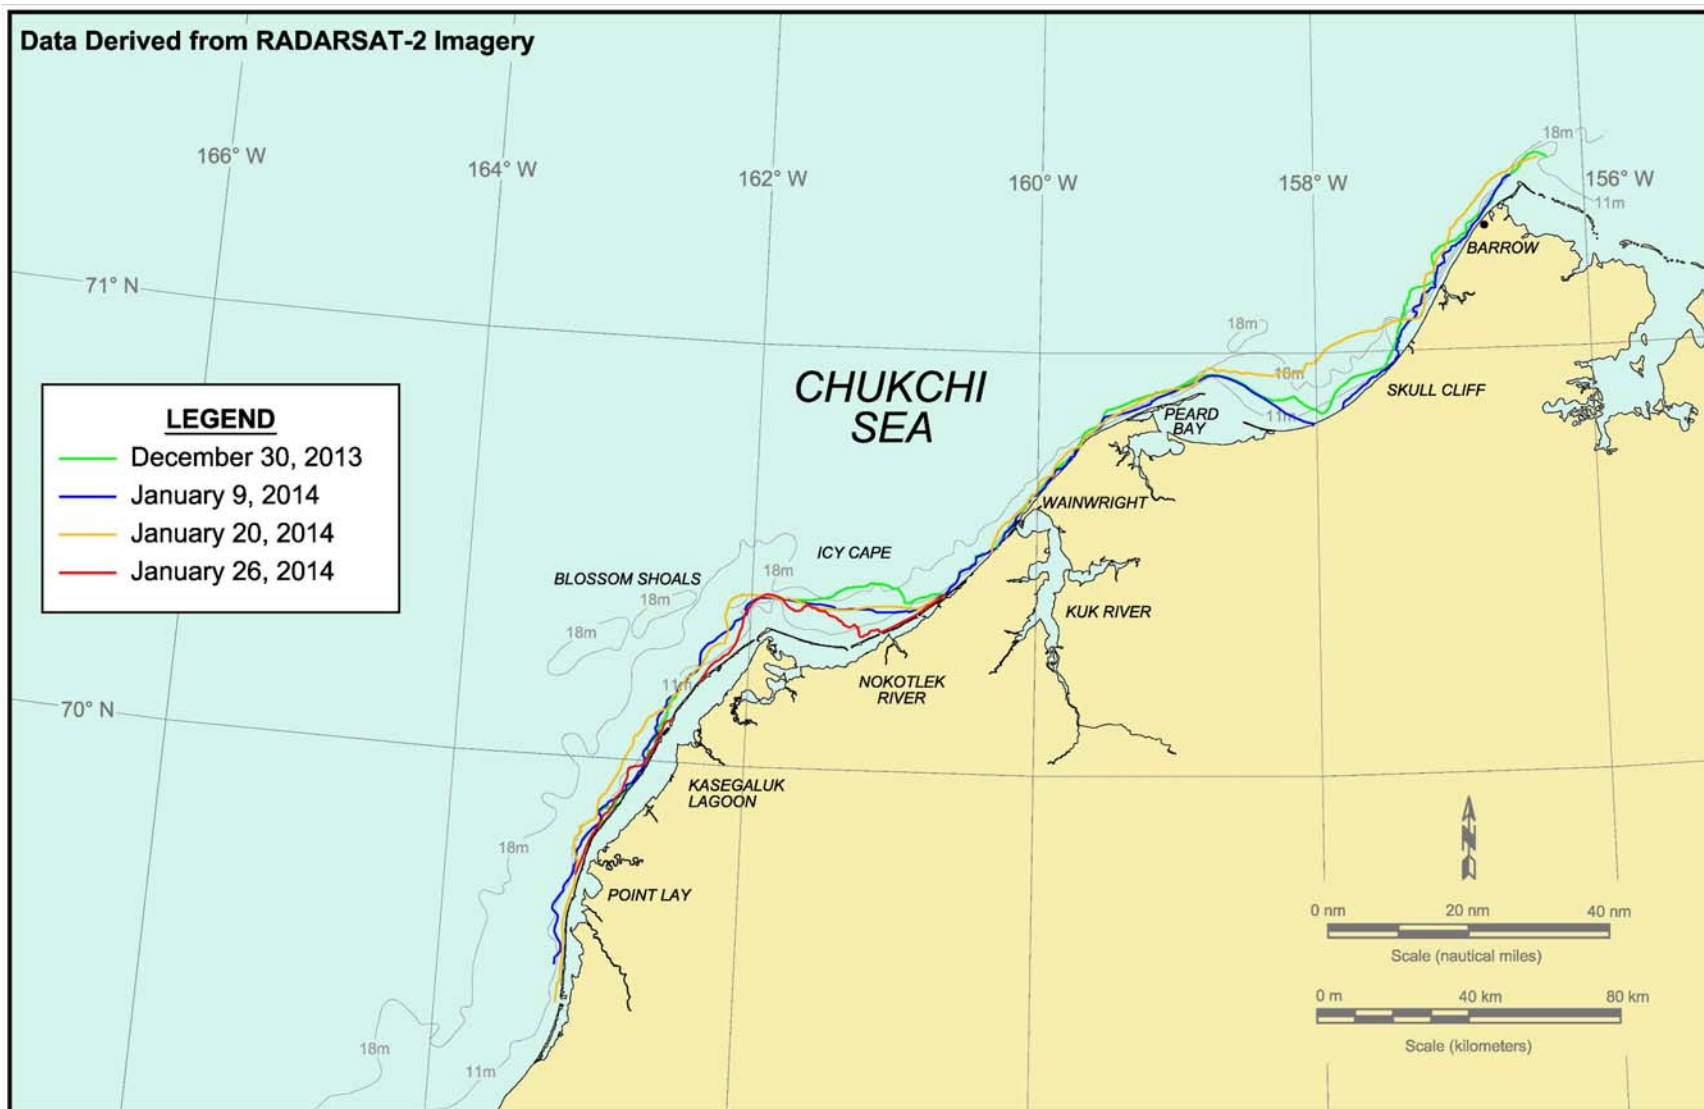 Data Derived from RADARSAT-2 Imagery
18m
166° W
164° W
162° W
160° W
158° W
156° W
11m
BARROW
71° N
18m
18m
CHUKCHI
SEA
SKULL CLIFF
11m
PEARD
BAY
LEGEND
December 30, 2013
January 9, 2014
January 20, 2014
January 26, 2014
WAINWRIGHT
ICY CAPE
BLOSSOM SHOALS
18m
18m
18m
KUK RIVER
11m
NOKOTLEK
RIVER
70° N
KASEGALUK
LAGOON
18m
POINT LAY
N
0 nm 20 nm 40 nm
Scale (nautical miles)
0 m 40 km 80 km
Scale (kilometers)
18m
11m